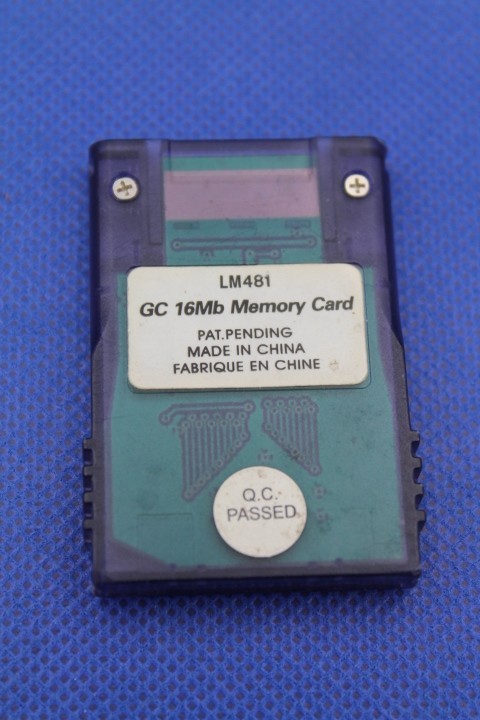 LM481
GC 16Mb Memory Card
PAT.PENDING
MADE IN CHINA
FABRIQUE EN CHINE
Q.C.
PASSED